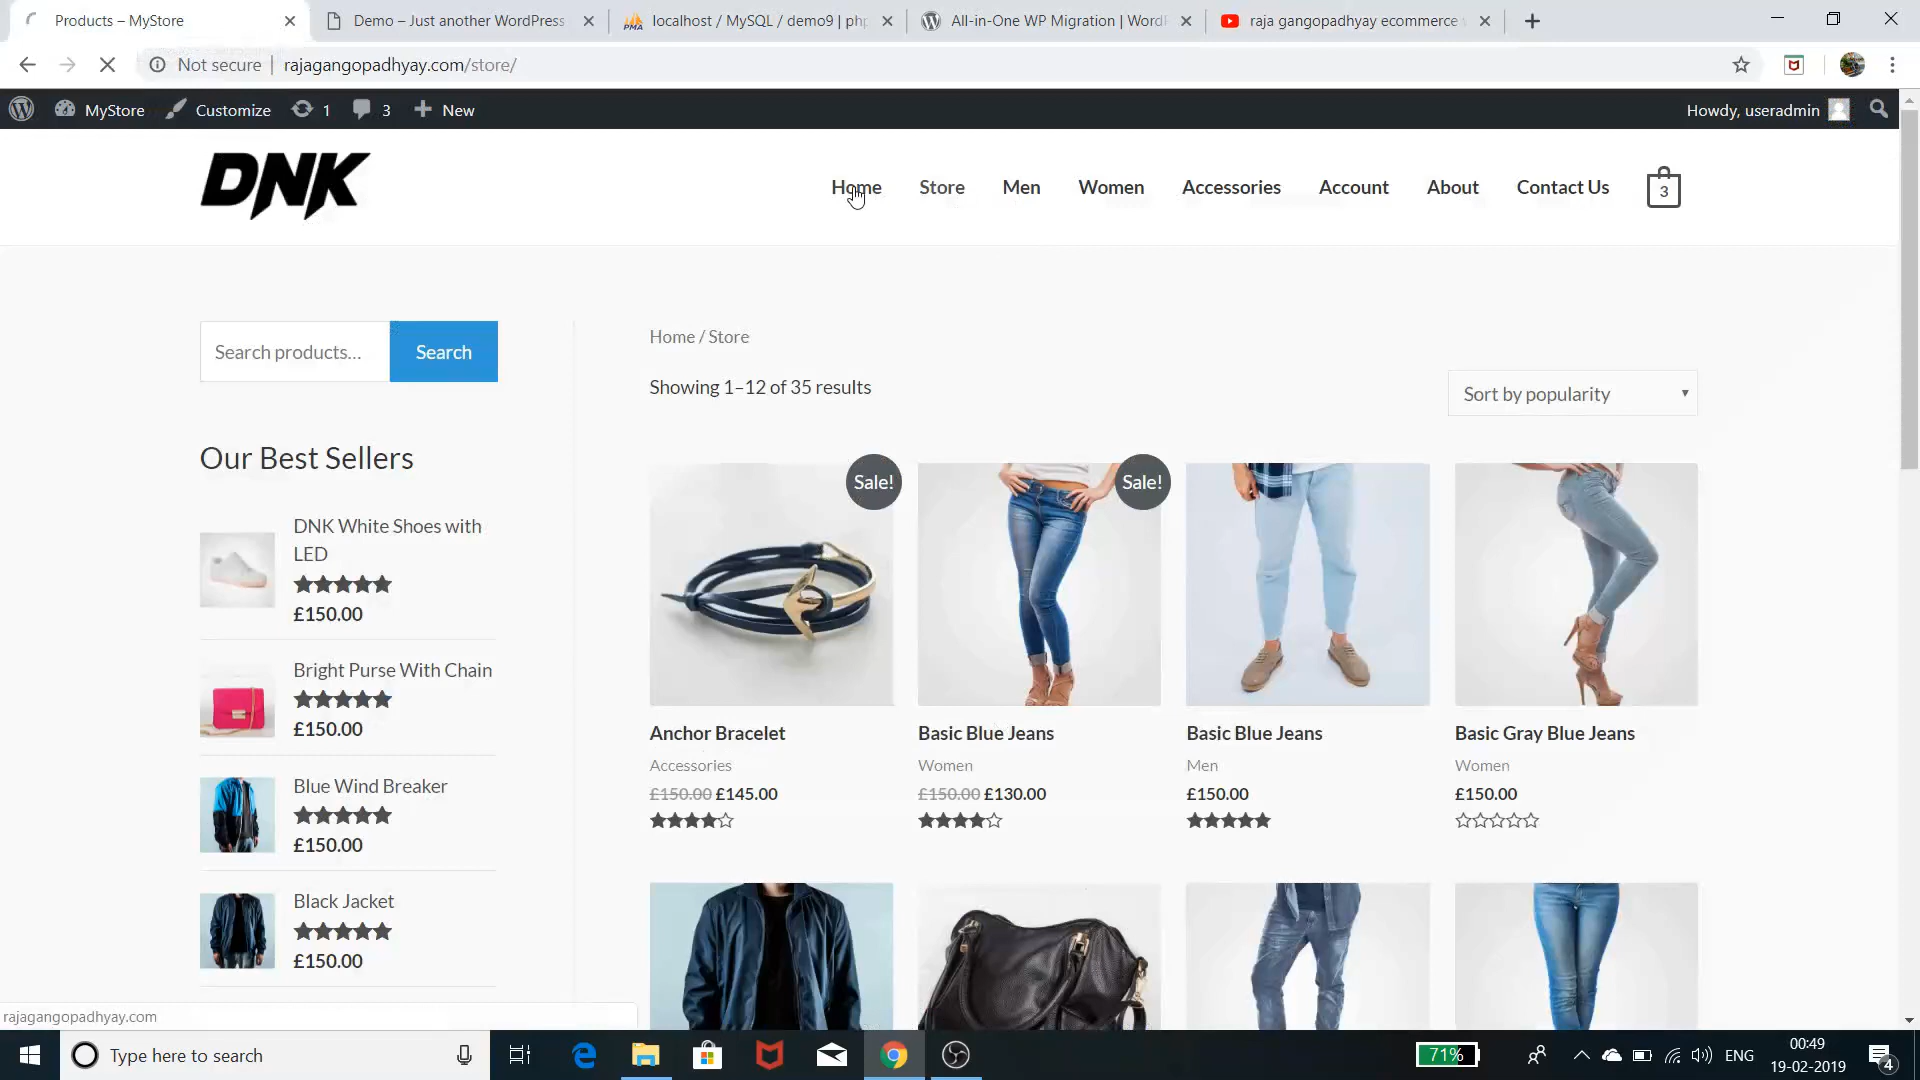 Products – MyStore
Demo – Just another WordPress
localhost / MySQL / demo9 | php
All-in-One WP Migration | Word
raja gangopadhyay ecommerce
Not secure | rajagangopadhyay.com/store/
MyStore Customize 1 3 New
Howdy, useradmin
DNK
Home Store Men Women Accessories Account About Contact Us 3
Search products...
Search
Home / Store
Showing 1–12 of 35 results
Sort by popularity
Our Best Sellers
DNK White Shoes with
LED
£150.00
Bright Purse With Chain
£150.00
Blue Wind Breaker
£150.00
Black Jacket
£150.00
Sale!
Anchor Bracelet
Accessories
£150.00 £145.00
Sale!
Basic Blue Jeans
Women
£150.00 £130.00
Basic Blue Jeans
Men
£150.00
Basic Gray Blue Jeans
Women
£150.00
rajagangopadhyay.com
Type here to search
71%
ENG
00:49
19-02-2019
4